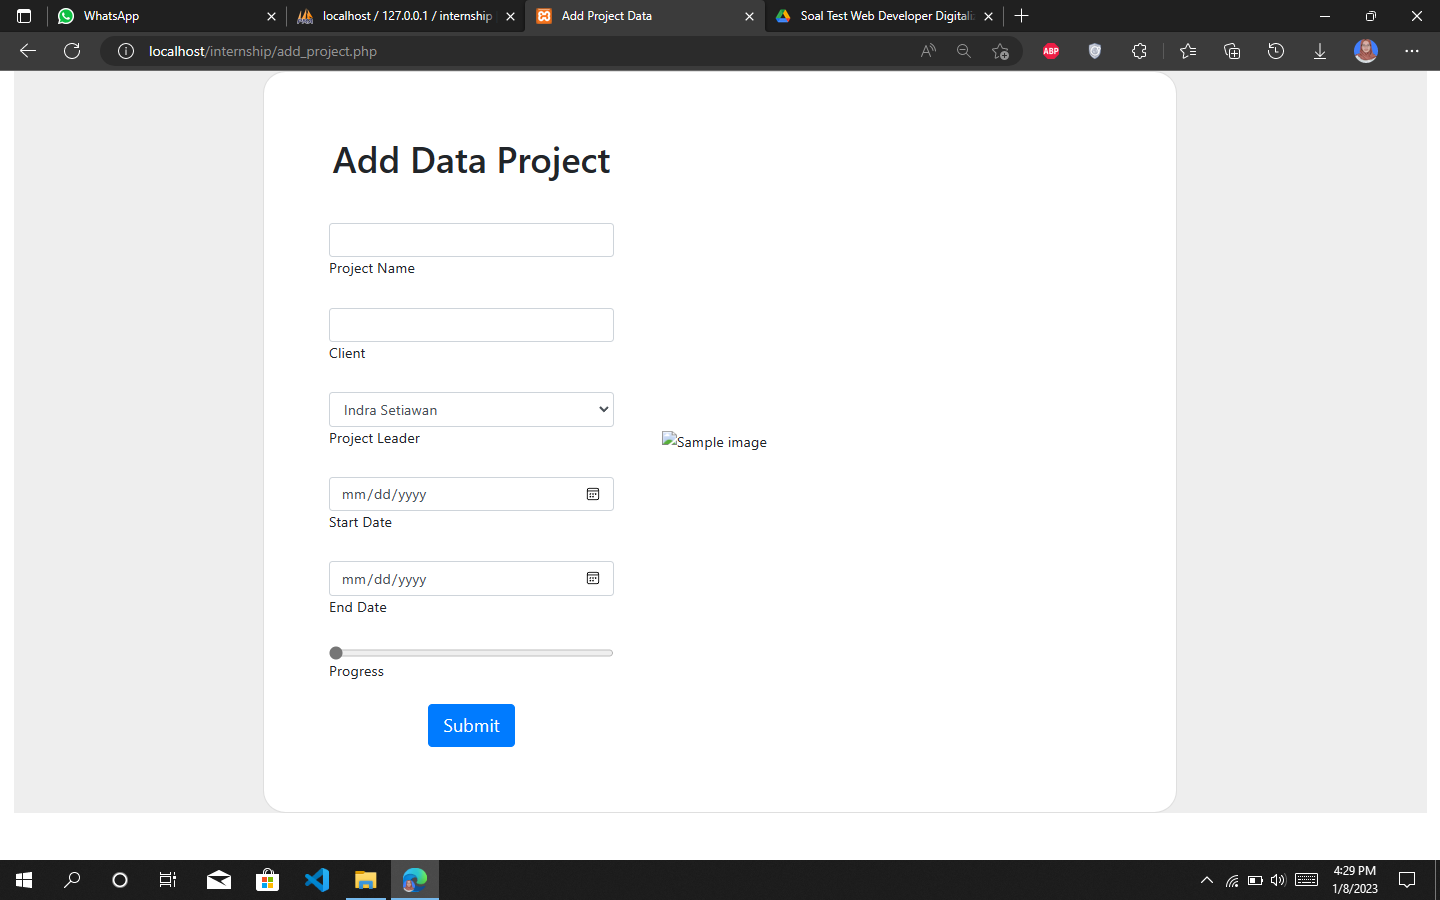 WhatsApp
localhost / 127.0.0.1 / internship
Add Project Data
Soal Test Web Developer Digitali
localhost/internship/add_project.php
ABP
Add Data Project
Project Name
Client
Indra Setiawan
Project Leader
mm/dd/yyyy
Start Date
mm/dd/yyyy
End Date
Progress
Submit
Sample image
4:29 PM
1/8/2023